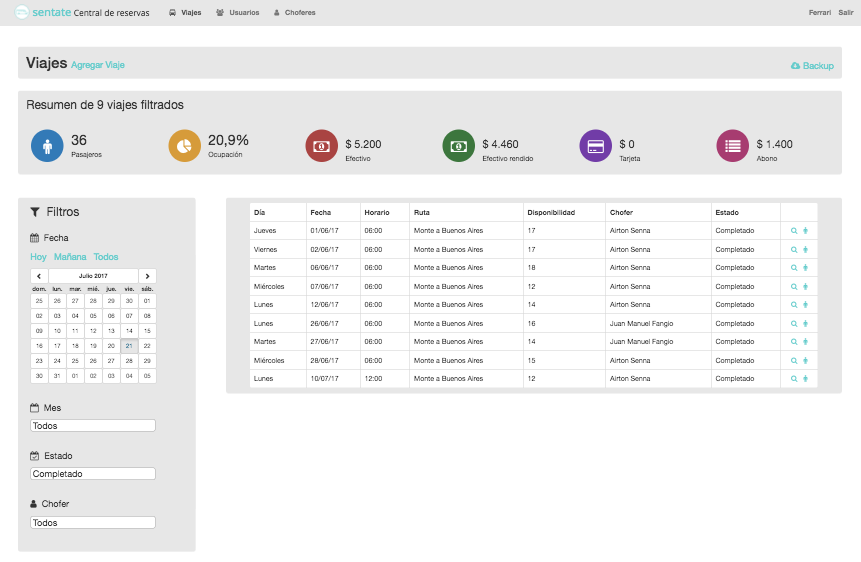 sentate Central de reservas Viajes Usuarios Choferes Ferrari Salir
Viajes Agregar Viaje Backup
Resumen de 9 viajes filtrados
36 Pasajeros
20,9% Ocupación
$ 5.200 Efectivo
$ 4.460 Efectivo rendido
$ 0 Tarjeta
$ 1.400 Abono
Filtros
Fecha
Hoy Mañana Todos
Julio 2017
dom. lun. mar. mié. jue. vie. sáb.
25 26 27 28 29 30 01
02 03 04 05 06 07 08
09 10 11 12 13 14 15
16 17 18 19 20 21 22
23 24 25 26 27 28 29
30 31 01 02 03 04 05
Mes
Todos
Estado
Completado
Chofer
Todos
Día Fecha Horario Ruta Disponibilidad Chofer Estado
Jueves 01/06/17 06:00 Monte a Buenos Aires 17 Airton Senna Completado
Viernes 02/06/17 06:00 Monte a Buenos Aires 17 Airton Senna Completado
Martes 06/06/17 06:00 Monte a Buenos Aires 18 Airton Senna Completado
Miércoles 07/06/17 06:00 Monte a Buenos Aires 12 Airton Senna Completado
Lunes 12/06/17 06:00 Monte a Buenos Aires 14 Airton Senna Completado
Lunes 26/06/17 06:00 Monte a Buenos Aires 16 Juan Manuel Fangio Completado
Martes 27/06/17 06:00 Monte a Buenos Aires 14 Juan Manuel Fangio Completado
Miércoles 28/06/17 06:00 Monte a Buenos Aires 15 Airton Senna Completado
Lunes 10/07/17 12:00 Monte a Buenos Aires 12 Airton Senna Completado